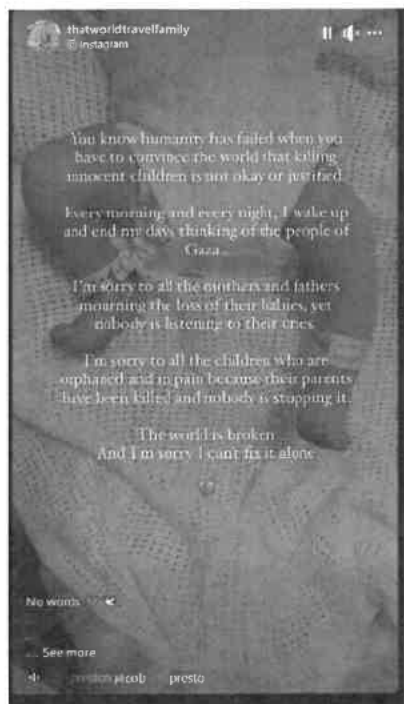 thatworldtravelfamily
Instagram
You know humanity has failed when you
have to convince the world that killing
innocent children is not okay or justified
Every morning and every night, I wake up
and end my days thinking of the people of
Gaza
I'm sorry to all the mothers and fathers
mourning the loss of their babies, yet
nobody is listening to their cries
I'm sorry to all the children who are
orphaned and in pain because their parents
have been killed and nobody is stopping it.
The world is broken
And I'm sorry I can't fix it alone
No words
... See more
jacob presto